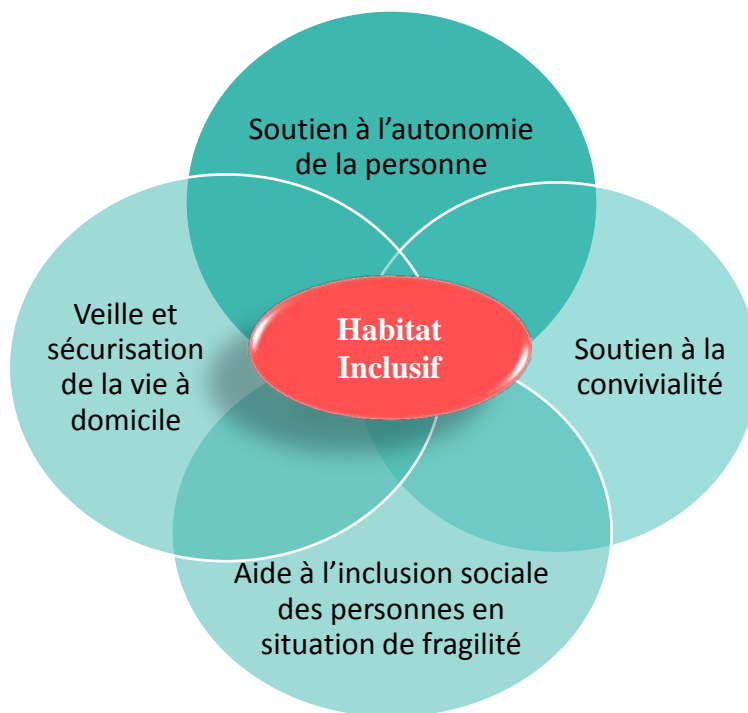 Soutien à l’autonomie
de la personne
Veille et
sécurisation
de la vie à
domicile
Habitat
Inclusif
Soutien à la
convivialité
Aide à l’inclusion sociale
des personnes en
situation de fragilité